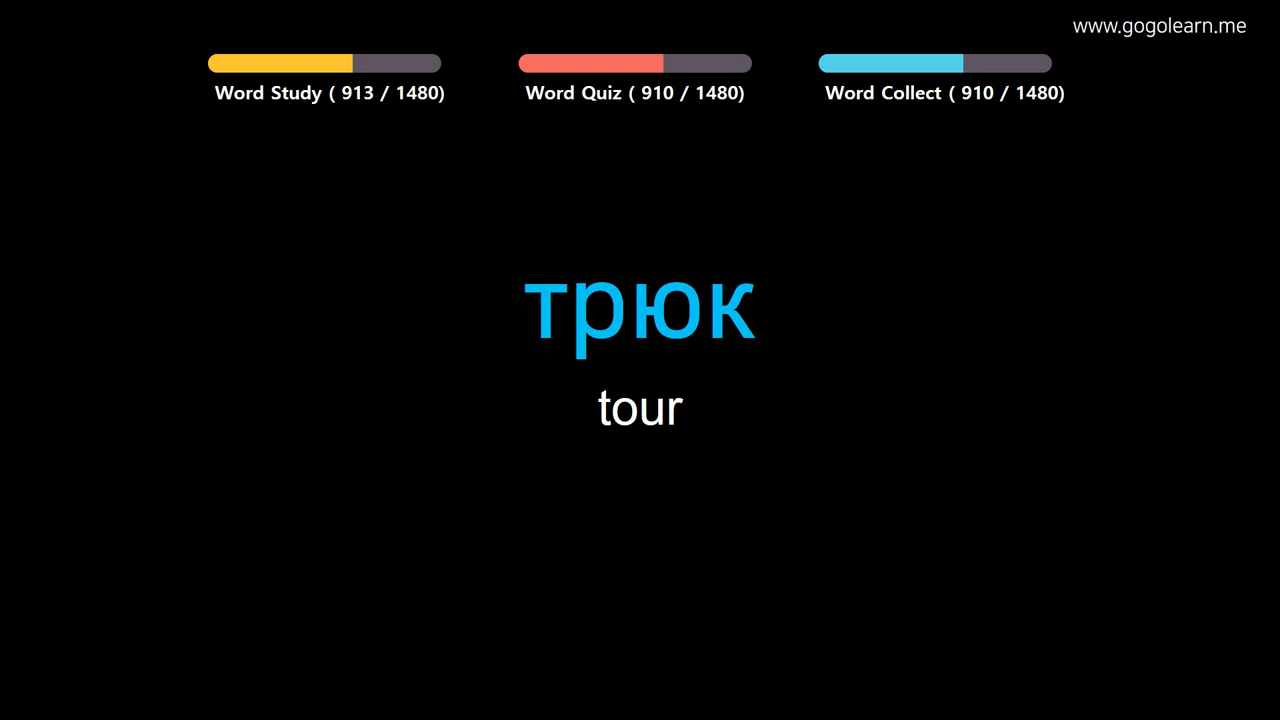 www.gogolearn.me
Word Study ( 913 / 1480)
Word Quiz ( 910 / 1480)
Word Collect ( 910 / 1480)
трюк
tour